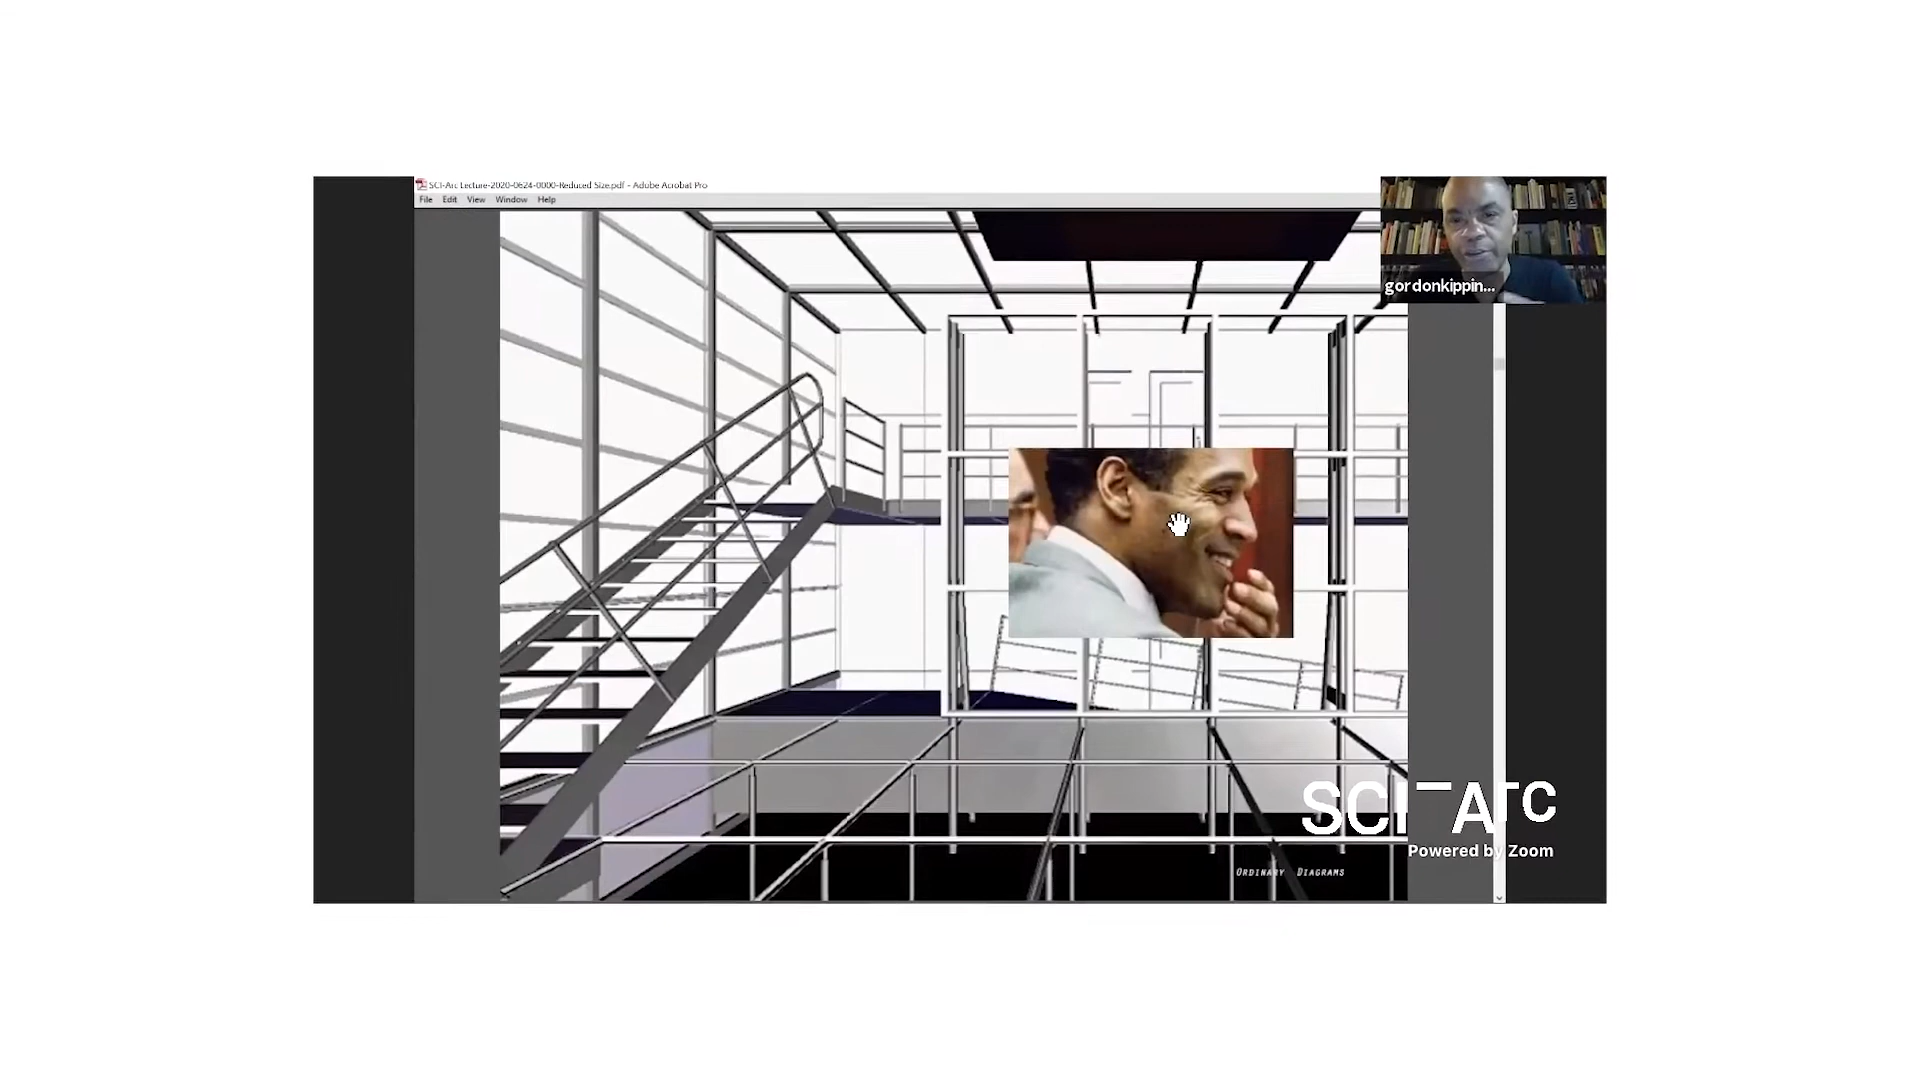 SCI-Arc Lecture-2020-0624-0000-Reduced Size.pdf - Adobe Acrobat Pro
File Edit View Window Help
gordonkippin...
SCI-Arc
Powered by Zoom
ORDINARY DIAGRAMS